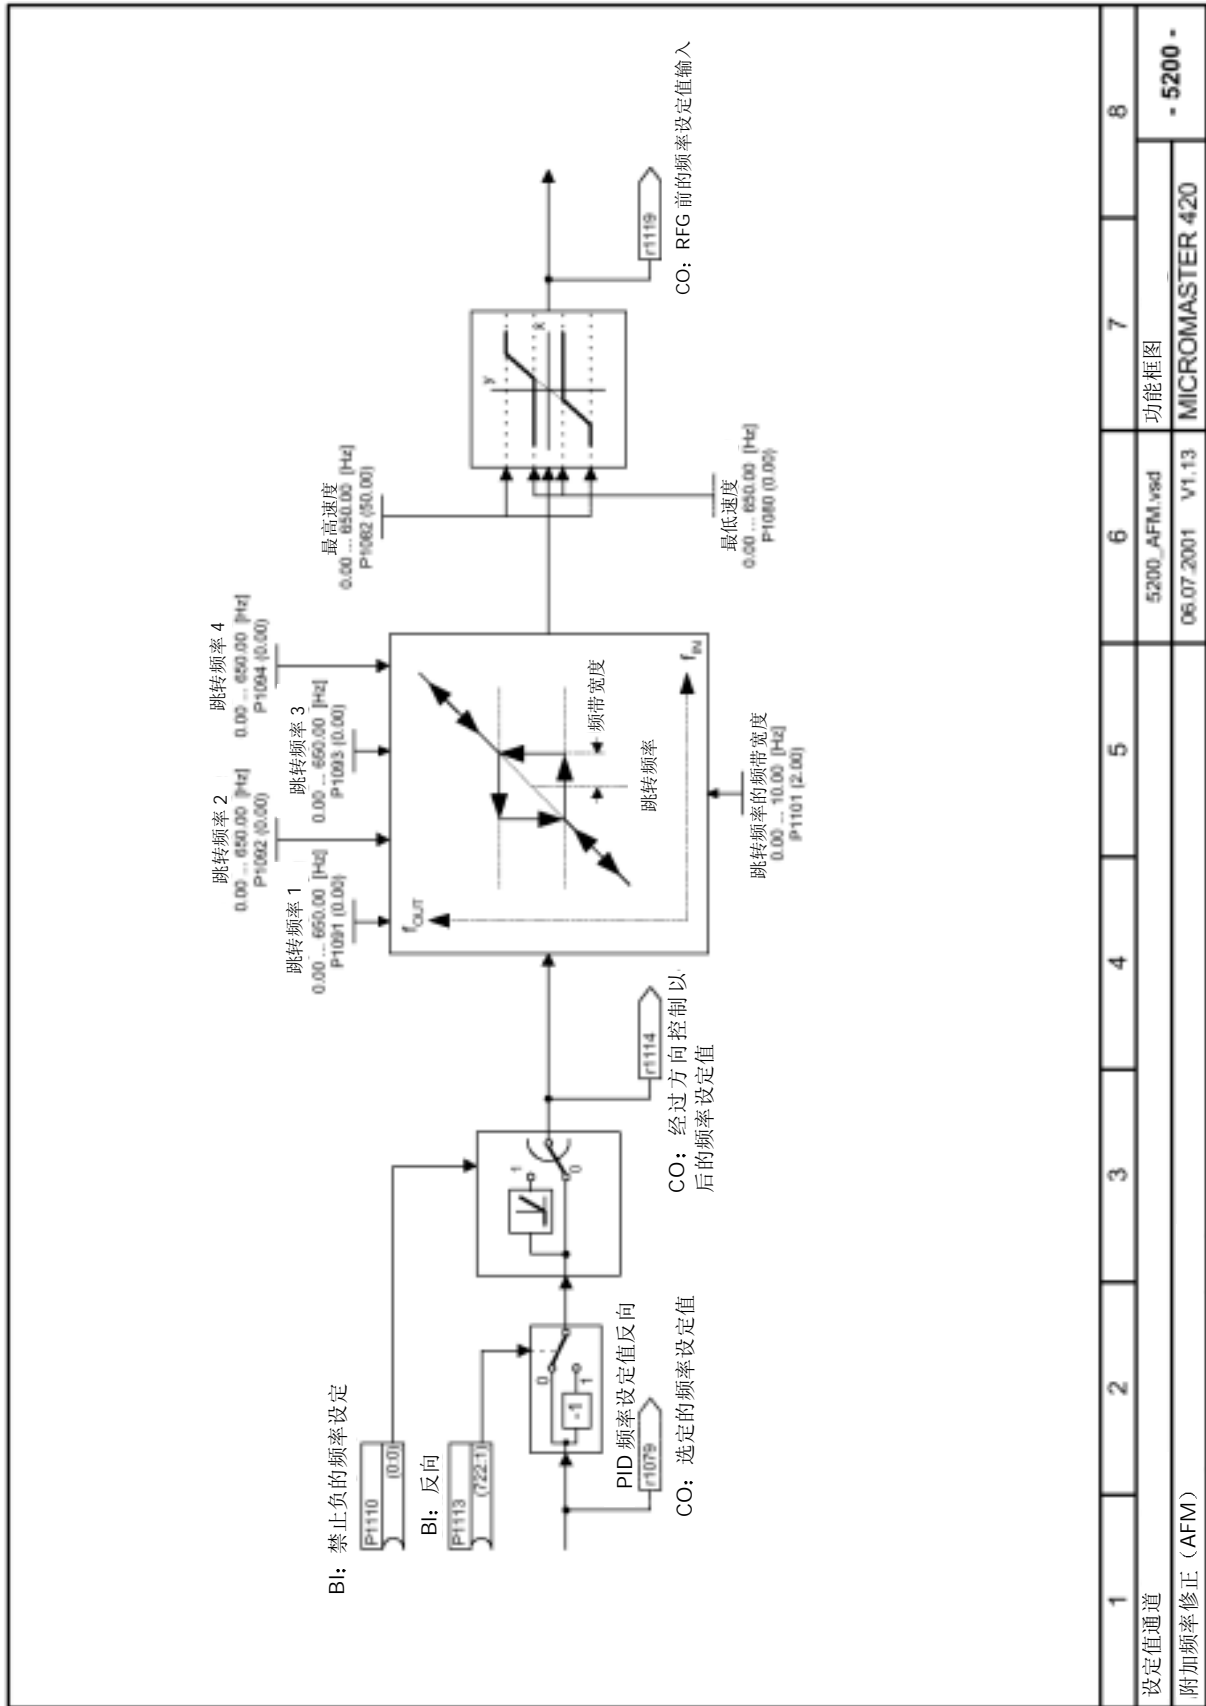 BI: 禁止负的频率设定
P1110
(0:0)
BI: 反向
P1113
(722:1)
0
1
-1
PID 频率设定值反向
r1079
CO: 选定的频率设定值
1
0
r1114
CO: 经过方向控制以
后的频率设定值
跳转频率 1
0.00 ... 650.00 [Hz]
P1091 (0.00)
跳转频率 2
0.00 ... 650.00 [Hz]
P1092 (0.00)
跳转频率 3
0.00 ... 650.00 [Hz]
P1093 (0.00)
跳转频率 4
0.00 ... 650.00 [Hz]
P1094 (0.00)
fOUT
fIN
频带宽度
跳转频率
跳转频率的频带宽度
0.00 ... 10.00 [Hz]
P1101 (2.00)
最高速度
0.00 ... 650.00 [Hz]
P1082 (50.00)
y
x
最低速度
0.00 ... 650.00 [Hz]
P1080 (0.00)
r1119
CO: RFG 前的频率设定值输入
1 2 3 4 5 6 7 8
设定值通道
5200_AFM.vsd
功能框图
- 5200 -
附加频率修正（AFM）
06.07.2001 V1.13
MICROMASTER 420